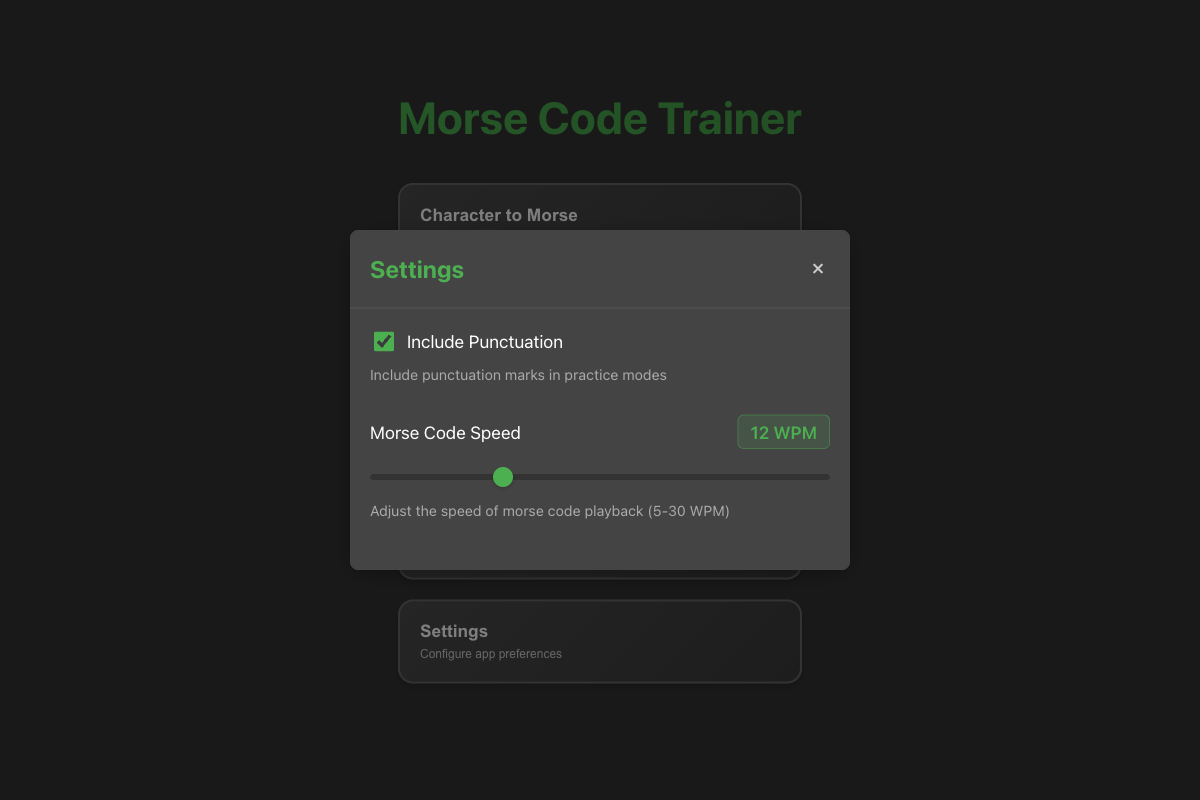 Morse Code Trainer
Character to Morse
Settings
×
Include Punctuation
Include punctuation marks in practice modes
Morse Code Speed
12 WPM
Adjust the speed of morse code playback (5-30 WPM)
Settings
Configure app preferences